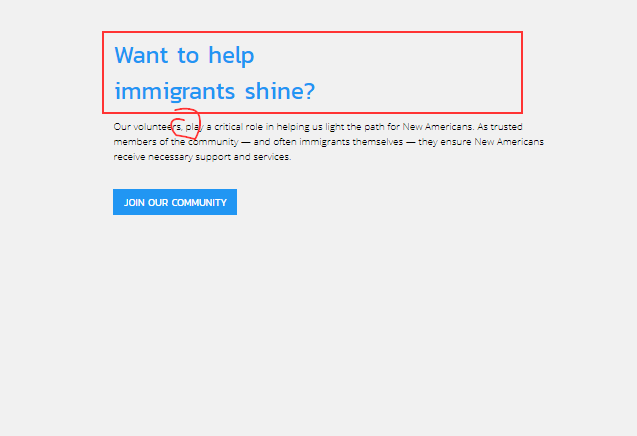 Want to help
immigrants shine?
Our volunteers, play a critical role in helping us light the path for New Americans. As trusted
members of the community — and often immigrants themselves — they ensure New Americans
receive necessary support and services.
JOIN OUR COMMUNITY